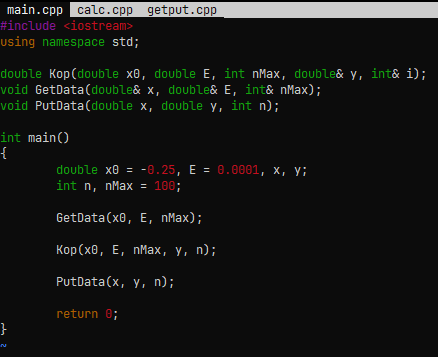 main.cpp calc.cpp getput.cpp
#include <iostream>
using namespace std;
double Kop(double x0, double E, int nMax, double& y, int& i);
void GetData(double& x, double& E, int& nMax);
void PutData(double x, double y, int n);
int main()
{
double x0 = -0.25, E = 0.0001, x, y;
int n, nMax = 100;
GetData(x0, E, nMax);
Kop(x0, E, nMax, y, n);
PutData(x, y, n);
return 0;
}
~